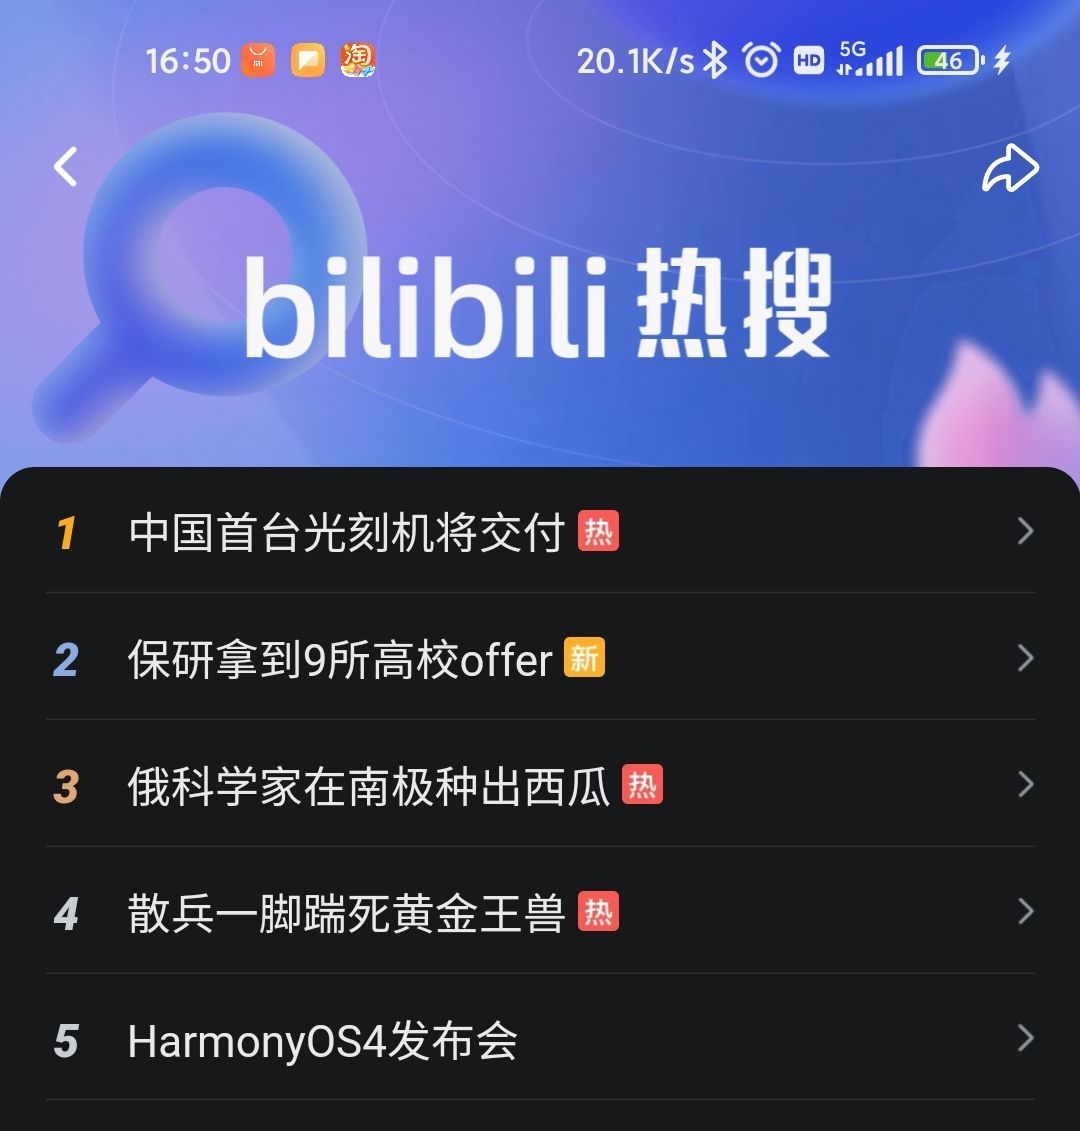 16:50 淘 20.1K/s HD 5G 46
bilibili 热搜
1 中国首台光刻机将交付 热
2 保研拿到9所高校offer 新
3 俄科学家在南极种出西瓜 热
4 散兵一脚踹死黄金王兽 热
5 HarmonyOS4发布会